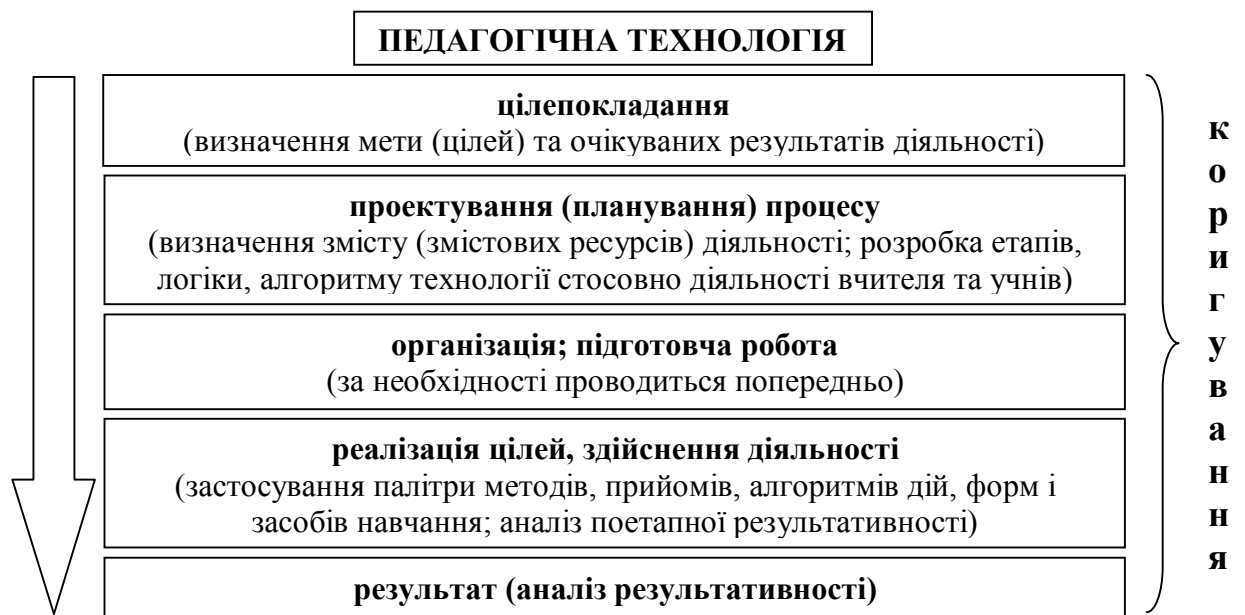 ПЕДАГОГІЧНА ТЕХНОЛОГІЯ
цілепокладання
(визначення мети (цілей) та очікуваних результатів діяльності)
проектування (планування) процесу
(визначення змісту (змістових ресурсів) діяльності; розробка етапів,
логіки, алгоритму технології стосовно діяльності вчителя та учнів)
організація; підготовча робота
(за необхідності проводиться попередньо)
реалізація цілей, здійснення діяльності
(застосування палітри методів, прийомів, алгоритмів дій, форм і
засобів навчання; аналіз поетапної результативності)
результат (аналіз результативності)
коригування